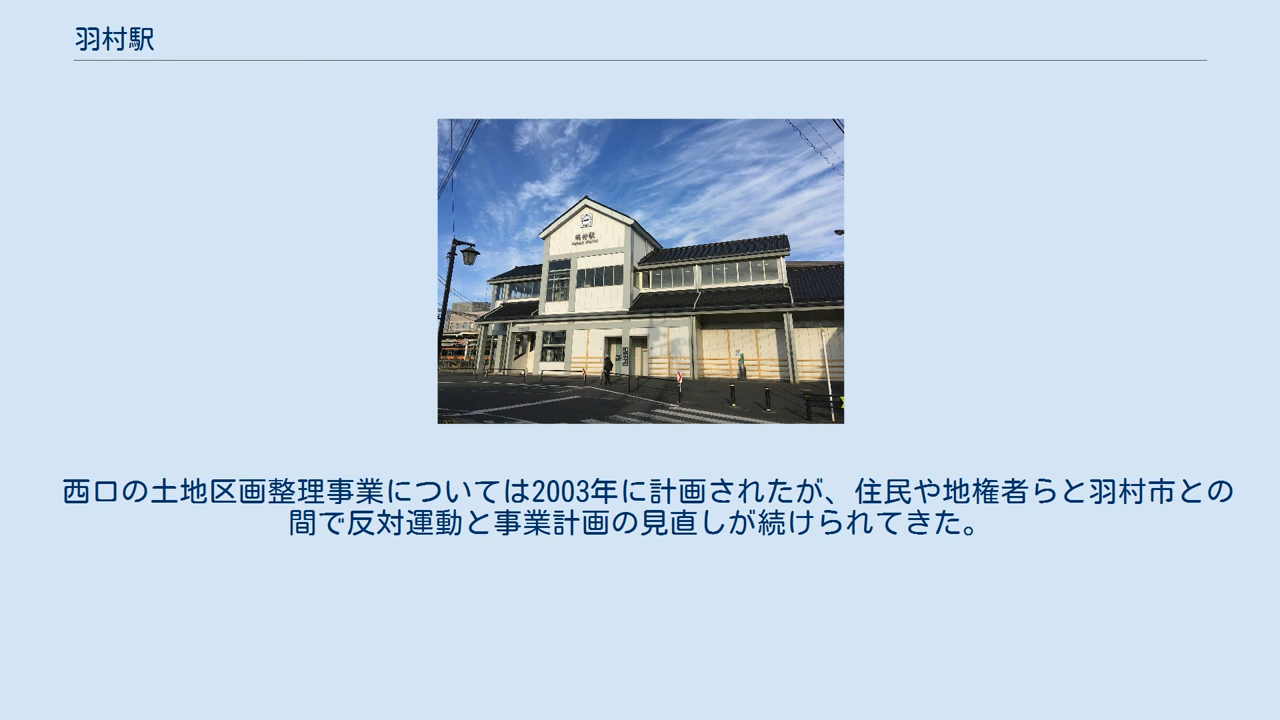 羽村駅
羽村駅
西口の土地区画整理事業については2003年に計画されたが、住民や地権者らと羽村市との
間で反対運動と事業計画の見直しが続けられてきた。